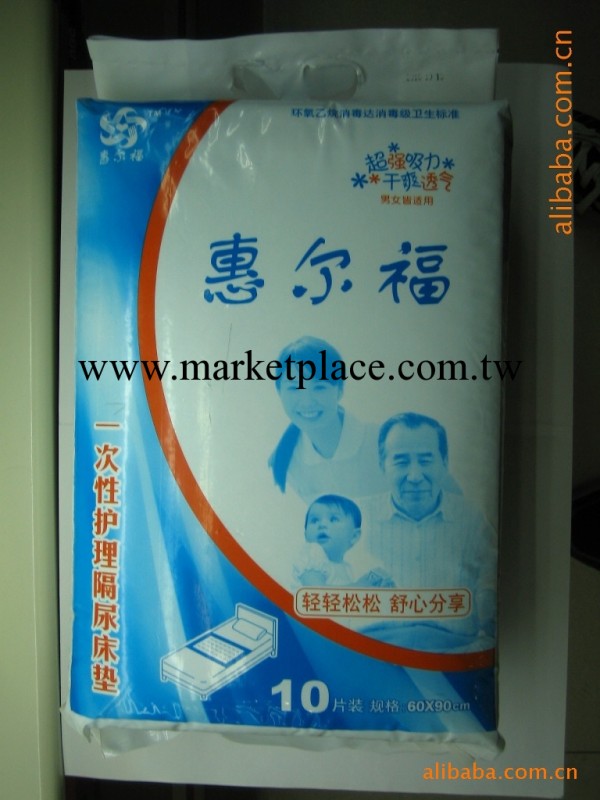 惠尔福
环氧乙烷消毒达消毒级卫生标准
超强吸力
干爽透气
男女皆适用
惠尔福
www.marketplace.com.tw
一次性护理隔尿床垫
轻轻松松 舒心分享
10片装 规格 60X90cm
alibaba.com.cn
alibaba.com.cn